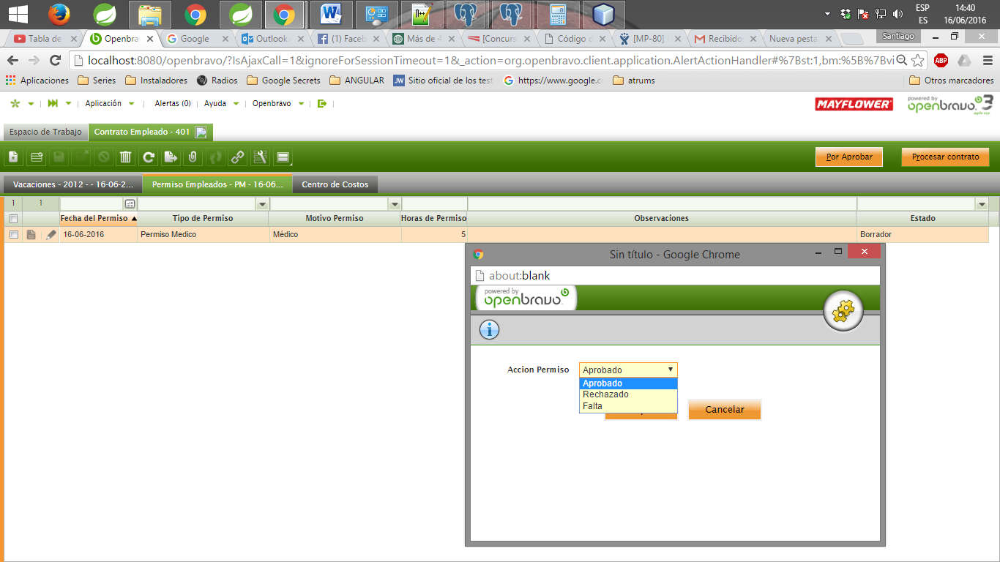 ESP 14:40
ES 16/06/2016
Tabla de
Openbra
Google
Outlook.
(1) Faceb
Más de 4
[Concurs
Código d
[MP-80]
Recibido
Nueva pesta
Santiago
localhost:8080/openbravo/?IsAjaxCall=1&ignoreForSessionTimeout=1&_action=org.openbravo.client.application.AlertActionHandler#%7Bst:1,bm:%5B%7Bvi
ABP
Aplicaciones Series Instaladores Radios Google Secrets ANGULAR JW Sitio oficial de los test https://www.google.c atrums Otros marcadores
Aplicación Alertas (0) Ayuda Openbravo
MAYFLOWER
powered by
openbravo 3
agile erp
Espacio de Trabajo Contrato Empleado - 401
Por Aprobar Procesar contrato
Vacaciones - 2012 - - 16-06-2... Permiso Empleados - PM - 16-06... Centro de Costos
1 1
Fecha del Permiso Tipo de Permiso Motivo Permiso Horas de Permiso Observaciones Estado
16-06-2016 Permiso Medico Médico 5 Borrador
Sin título - Google Chrome
about:blank
powered by
openbravo
Accion Permiso Aprobado
Aprobado
Rechazado
Falta
Cancelar